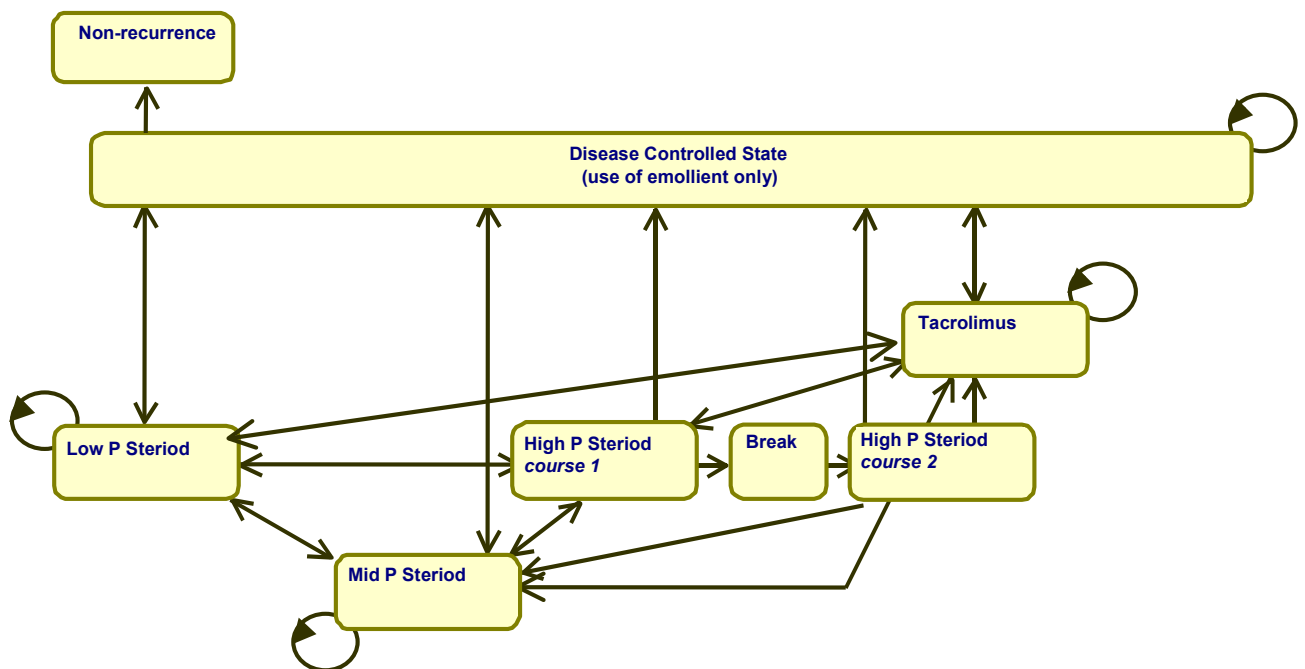 Non-recurrence
Disease Controlled State
(use of emollient only)
Tacrolimus
Low P Steriod
High P Steriod
course 1
Break
High P Steriod
course 2
Mid P Steriod